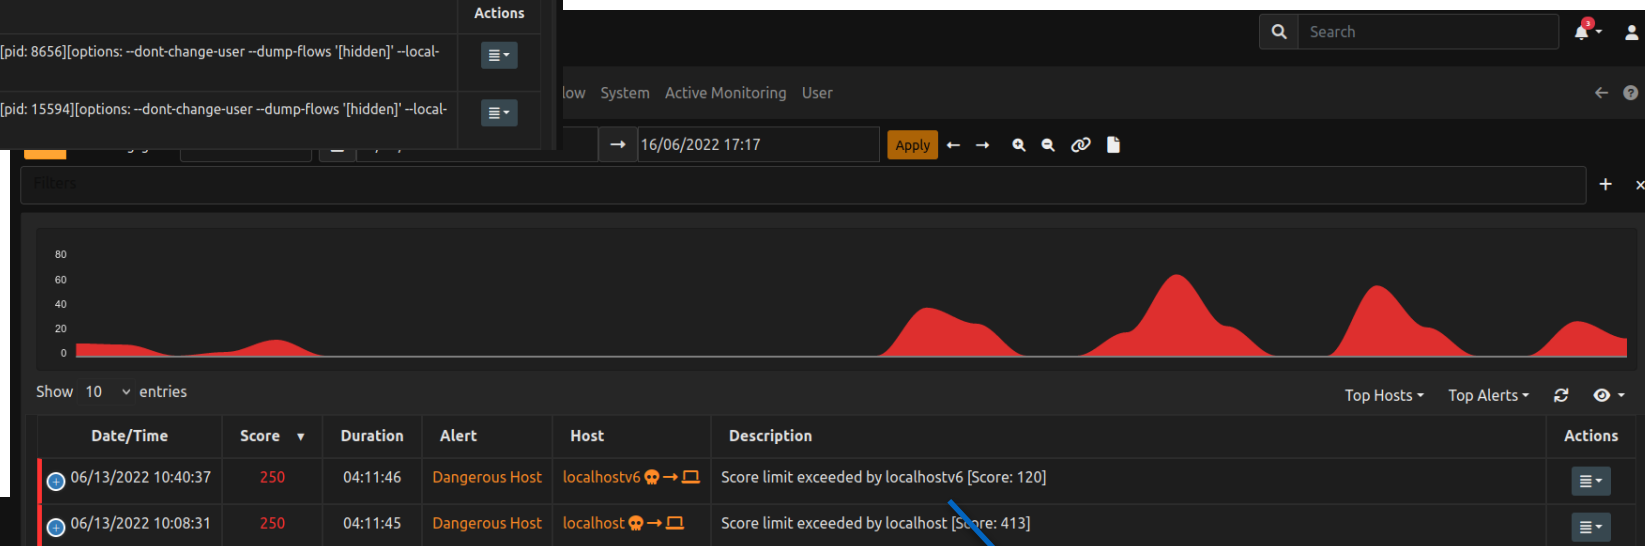 Actions
[pid: 8656][options: --dont-change-user --dump-flows '[hidden]' --local-
[pid: 15594][options: --dont-change-user --dump-flows '[hidden]' --local-
Search
3
low System Active Monitoring User
→ 16/06/2022 17:17 Apply ← →
Filters
80
60
40
20
0
Show 10 entries
Top Hosts Top Alerts
Date/Time Score Duration Alert Host Description Actions
06/13/2022 10:40:37 250 04:11:46 Dangerous Host localhostv6 Score limit exceeded by localhostv6 [Score: 120]
06/13/2022 10:08:31 250 04:11:45 Dangerous Host localhost Score limit exceeded by localhost [Score: 413]